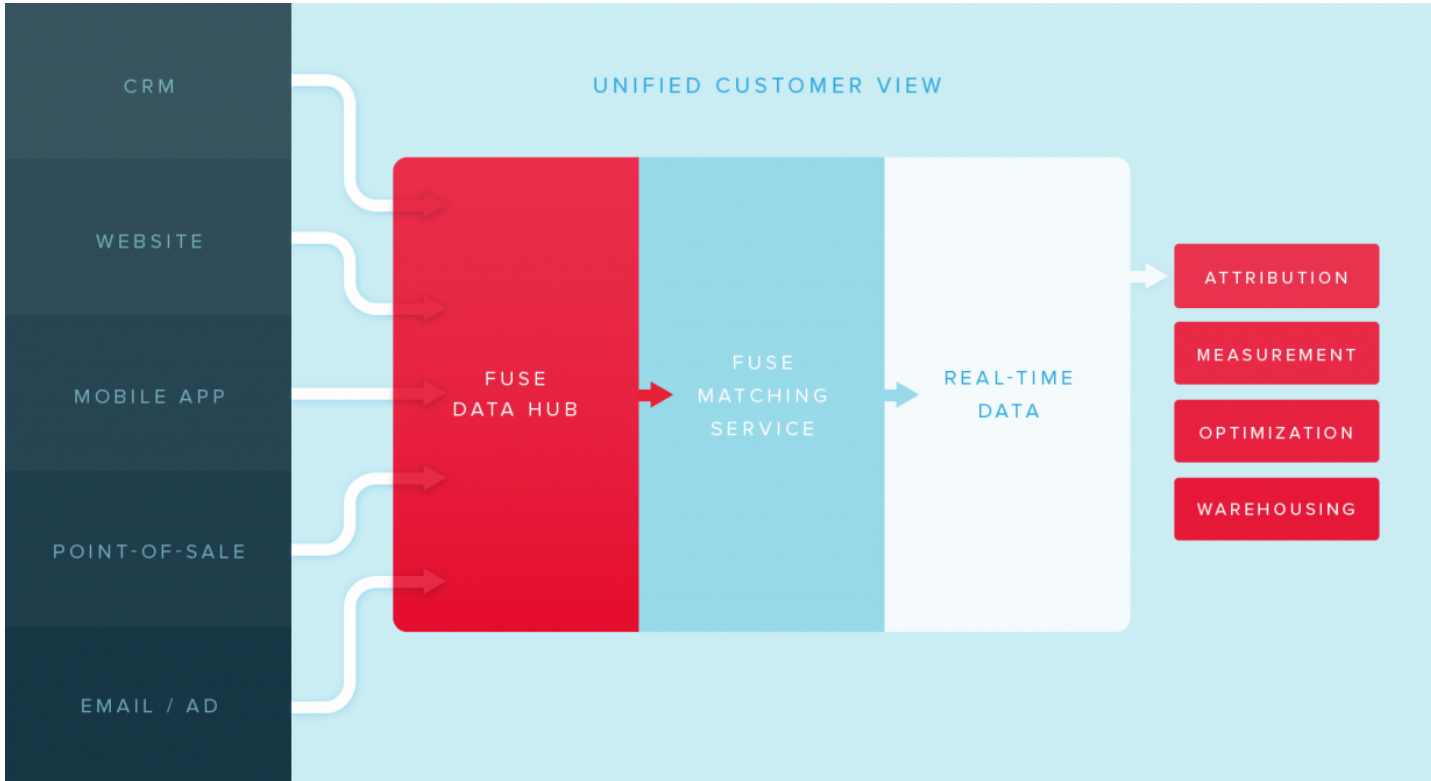 CRM
WEBSITE
MOBILE APP
POINT-OF-SALE
EMAIL / AD
UNIFIED CUSTOMER VIEW
FUSE
DATA HUB
FUSE
MATCHING
SERVICE
REAL-TIME
DATA
ATTRIBUTION
MEASUREMENT
OPTIMIZATION
WAREHOUSING